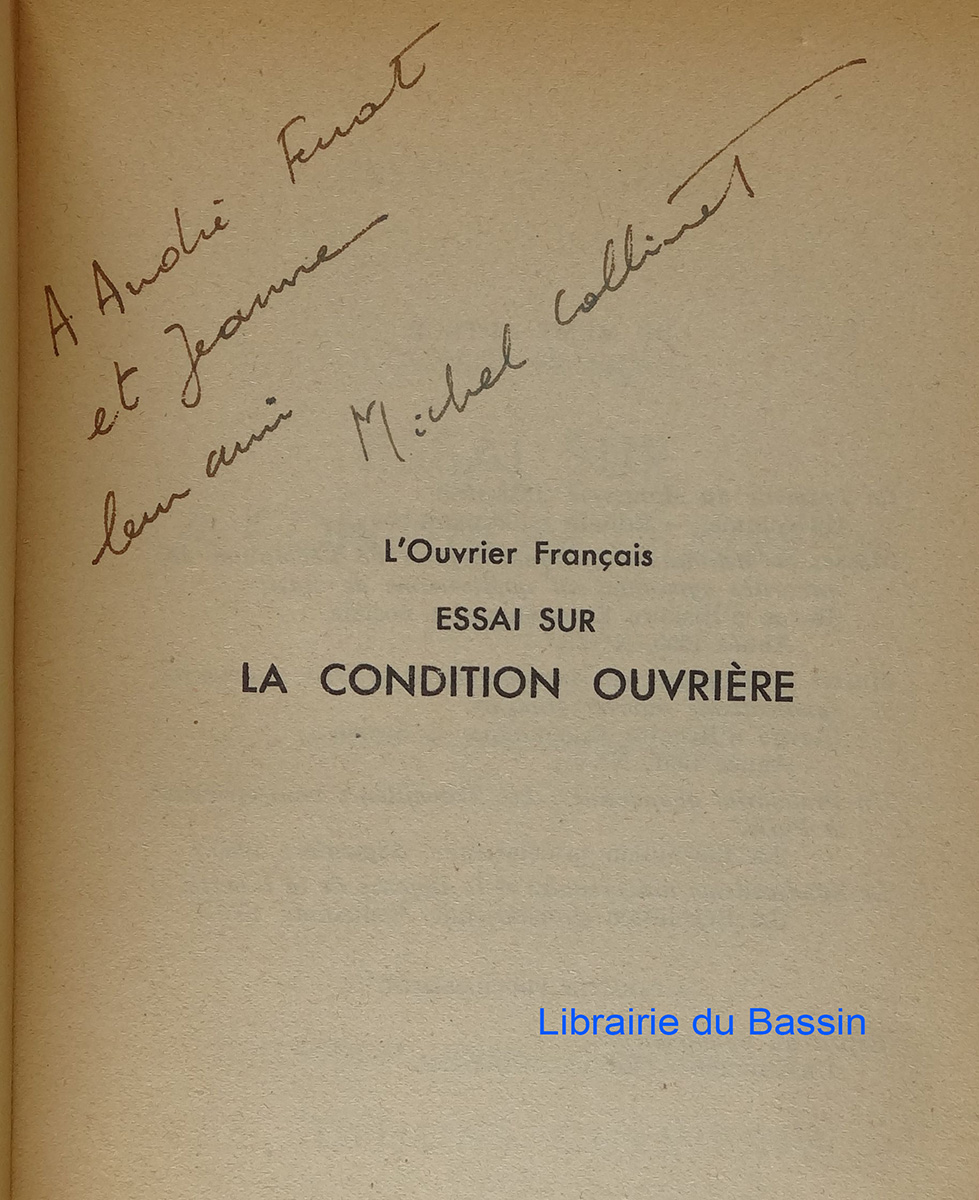 A André Ferrat
et Jeanne
leur ami Michel Collinet
L'Ouvrier Français
ESSAI SUR
LA CONDITION OUVRIÈRE
Librairie du Bassin